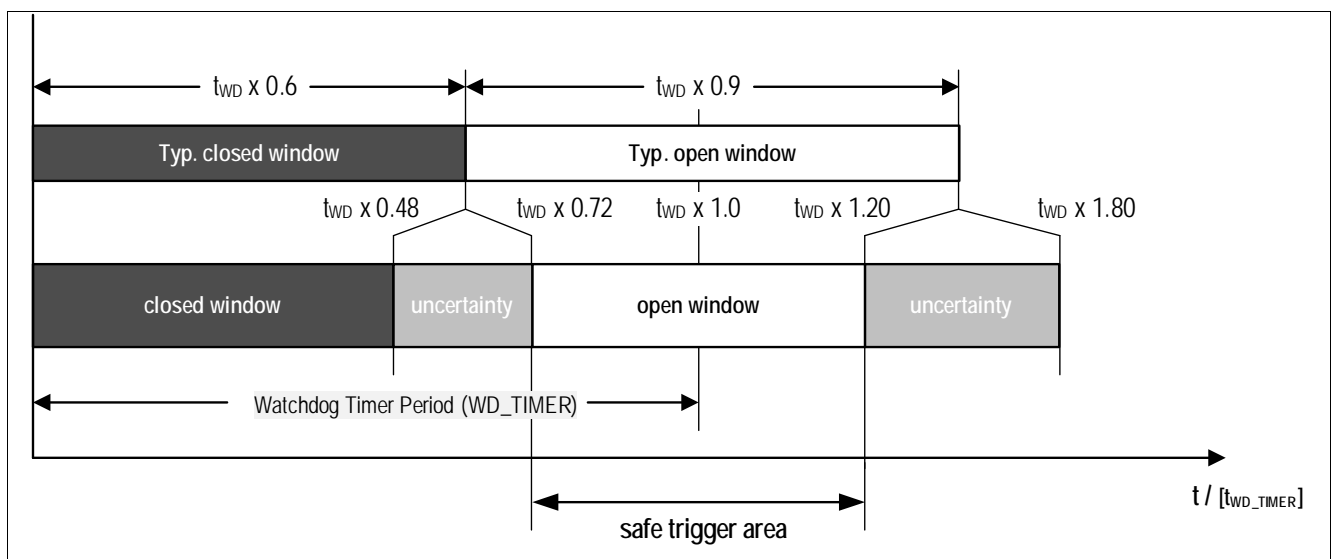 tWD x 0.6
tWD x 0.9
Typ. closed window
Typ. open window
tWD x 0.48
tWD x 0.72
tWD x 1.0
tWD x 1.20
tWD x 1.80
closed window
uncertainty
open window
uncertainty
Watchdog Timer Period (WD_TIMER)
t / [tWD_TIMER]
safe trigger area